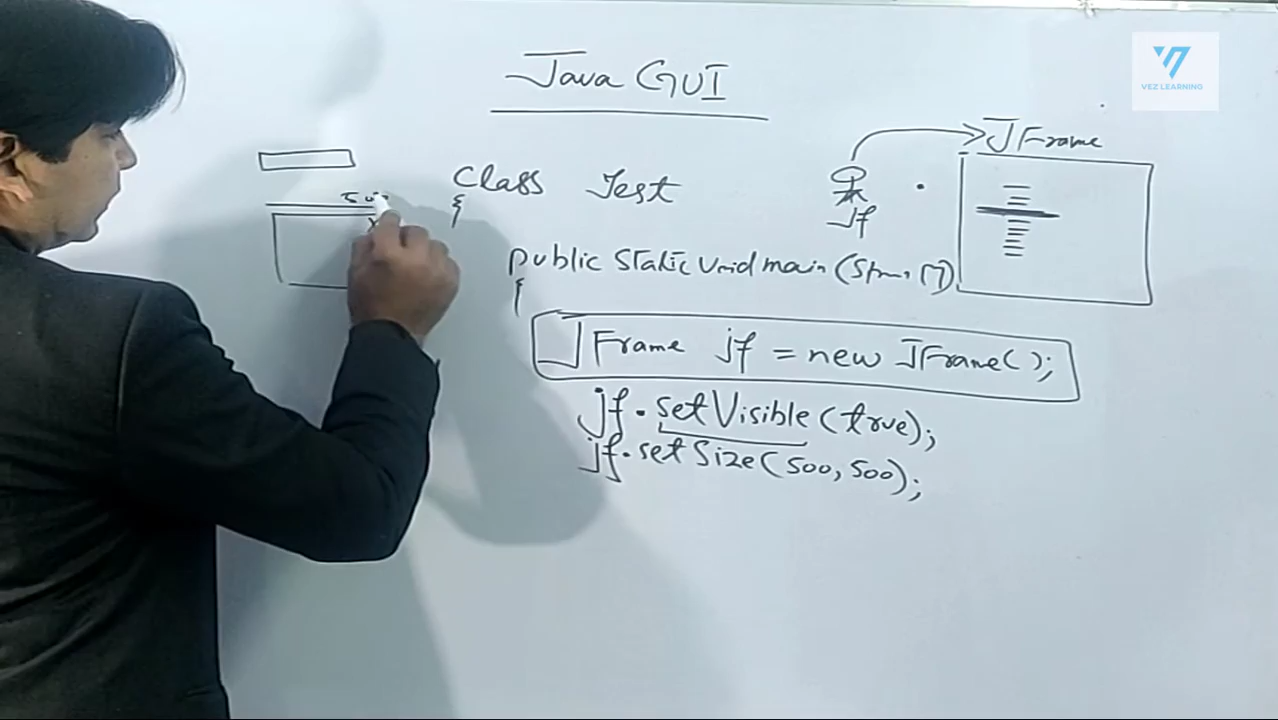 Java GUI
VEZ LEARNING
JFrame
Class Test
{
jf
public static void main (String [])
{
JFrame jf = new JFrame();
jf.setVisible(true);
jf.setSize(500,500);